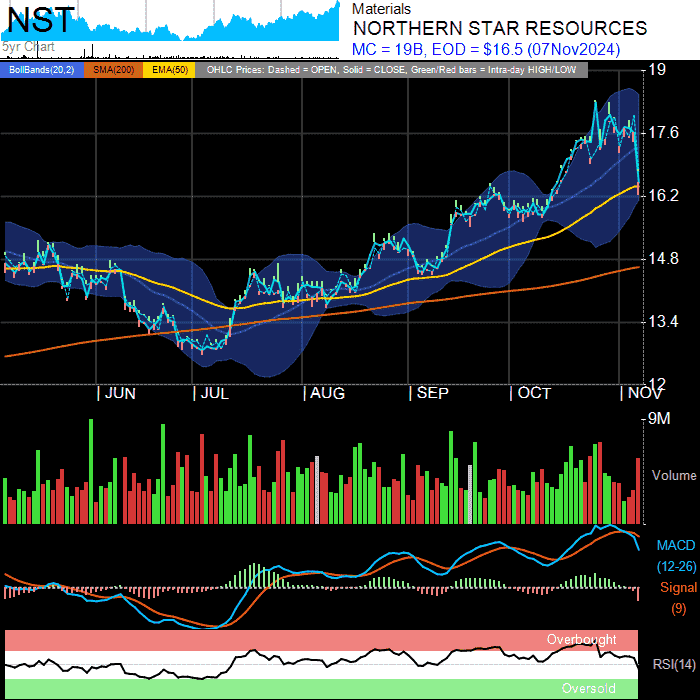 NST
5yr Chart
Materials
NORTHERN STAR RESOURCES
MC = 19B, EOD = $16.5 (07Nov2024)
BollBands(20,2) SMA(200) EMA(50) OHLC Prices: Dashed = OPEN, Solid = CLOSE, Green/Red bars = Intra-day HIGH/LOW
19
17.6
16.2
14.8
13.4
12
JUN JUL AUG SEP OCT NOV
9M
Volume
MACD
(12-26)
Signal
(9)
Overbought
RSI(14)
Oversold